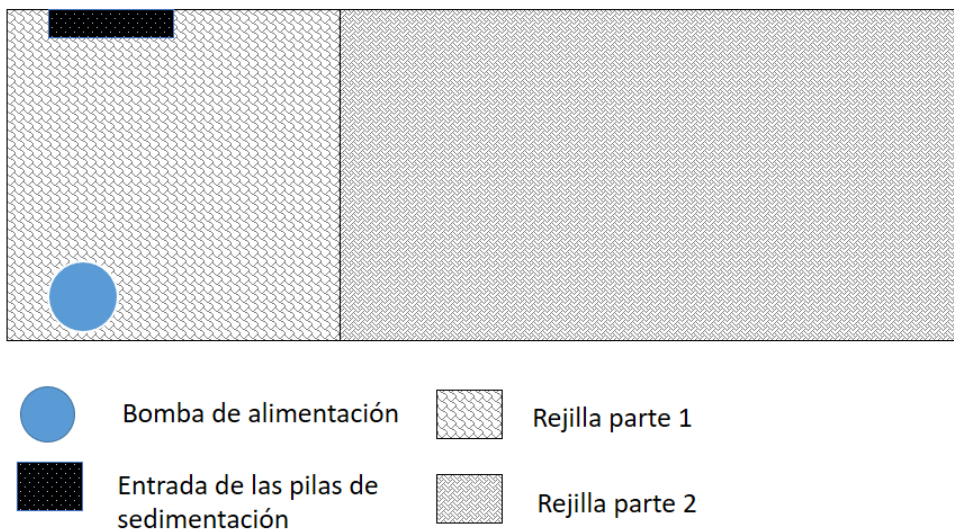 Bomba de alimentación
Rejilla parte 1
Entrada de las pilas de
sedimentación
Rejilla parte 2